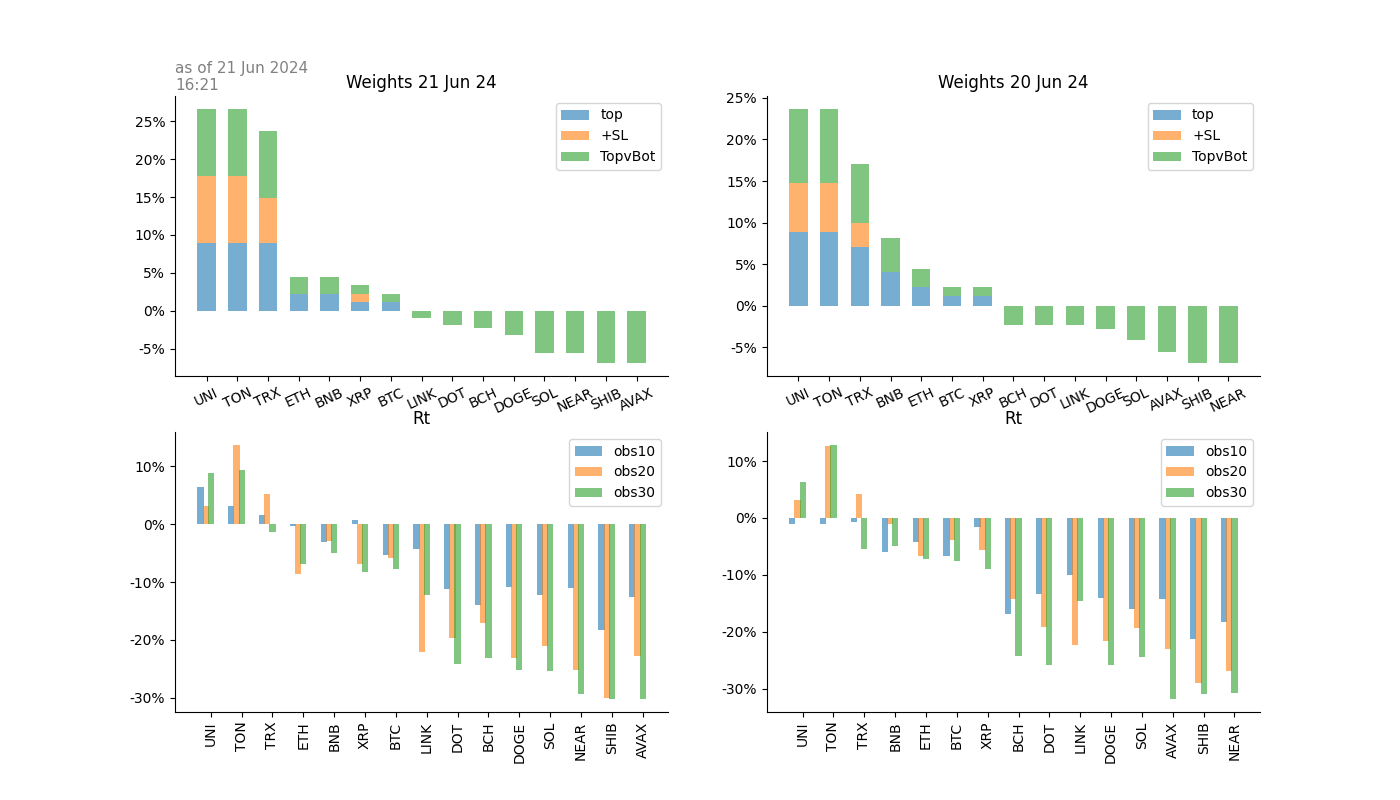 as of 21 Jun 2024
16:21
Weights 21 Jun 24
25%
20%
15%
10%
5%
0%
-5%
top
+SL
TopvBot
UNI TON TRX ETH BNB XRP BTC LINK DOT BCH DOGE SOL NEAR SHIB AVAX
Weights 20 Jun 24
25%
20%
15%
10%
5%
0%
-5%
top
+SL
TopvBot
UNI TON TRX BNB ETH BTC XRP BCH DOT LINK DOGE SOL AVAX SHIB NEAR
Rt
10%
0%
-10%
-20%
-30%
obs10
obs20
obs30
UNI TON TRX ETH BNB XRP BTC LINK DOT BCH DOGE SOL NEAR SHIB AVAX
Rt
10%
0%
-10%
-20%
-30%
obs10
obs20
obs30
UNI TON TRX BNB ETH BTC XRP BCH DOT LINK DOGE SOL AVAX SHIB NEAR